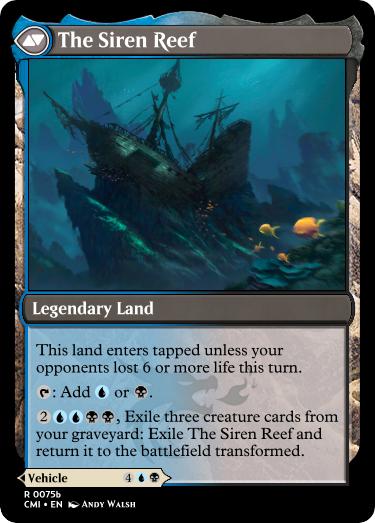 The Siren Reef
Legendary Land
This land enters tapped unless your
opponents lost 6 or more life this turn.
: Add or .
2, Exile three creature cards from
your graveyard: Exile The Siren Reef and
return it to the battlefield transformed.
Vehicle 4
R 0075b
CMI • EN Andy Walsh